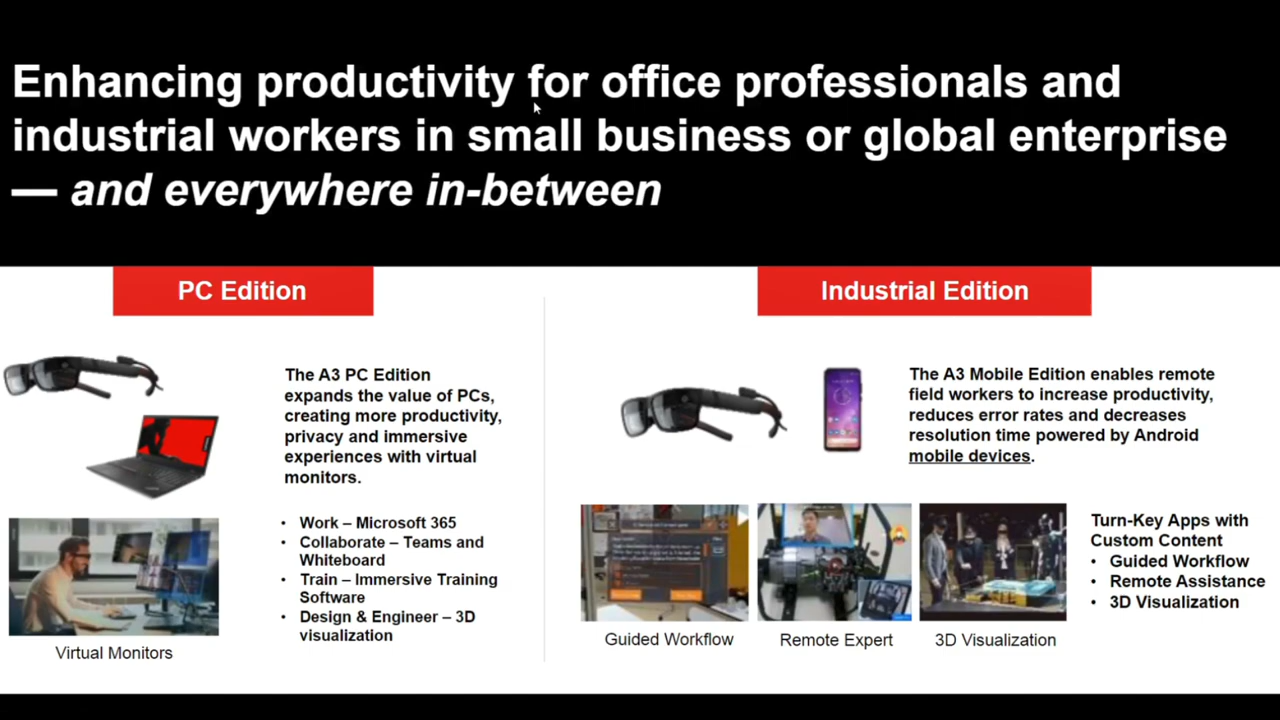 Enhancing productivity for office professionals and
industrial workers in small business or global enterprise
— and everywhere in-between
PC Edition
The A3 PC Edition
expands the value of PCs,
creating more productivity,
privacy and immersive
experiences with virtual
monitors.
• Work – Microsoft 365
• Collaborate – Teams and
Whiteboard
• Train – Immersive Training
Software
• Design & Engineer – 3D
visualization
Virtual Monitors
Industrial Edition
The A3 Mobile Edition enables remote
field workers to increase productivity,
reduces error rates and decreases
resolution time powered by Android
mobile devices.
Guided Workflow
Remote Expert
3D Visualization
Turn-Key Apps with
Custom Content
• Guided Workflow
• Remote Assistance
• 3D Visualization